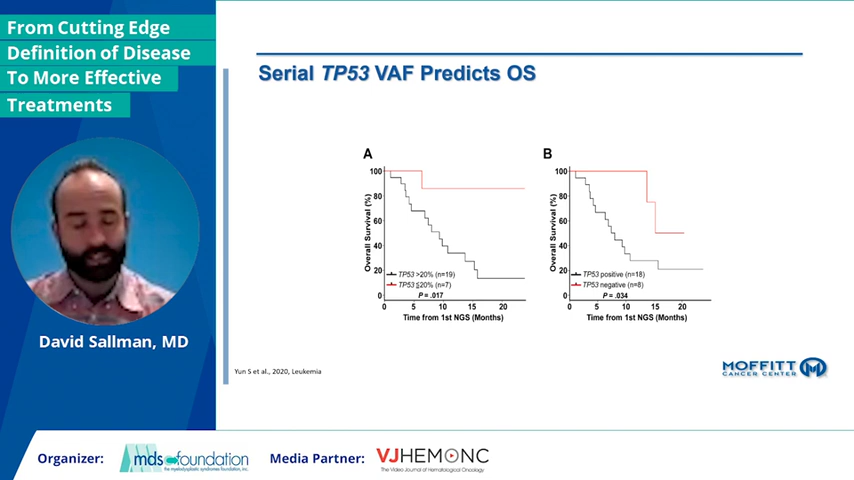 From Cutting Edge
Definition of Disease
To More Effective
Treatments
David Sallman, MD
Serial TP53 VAF Predicts OS
A
Overall Survival (%)
100
80
60
40
20
0
TP53 >20% (n=19)
TP53 ≤20% (n=7)
P = .017
0 5 10 15 20
Time from 1st NGS (Months)
B
Overall Survival (%)
100
80
60
40
20
0
TP53 positive (n=18)
TP53 negative (n=8)
P = .034
0 5 10 15 20
Time from 1st NGS (Months)
Yun S et al., 2020, Leukemia
MOFFITT
CANCER CENTER
Organizer:
mds foundation
the myelodysplastic syndromes foundation, inc.
Media Partner:
VJHEMONC
The Video Journal of Hematological Oncology